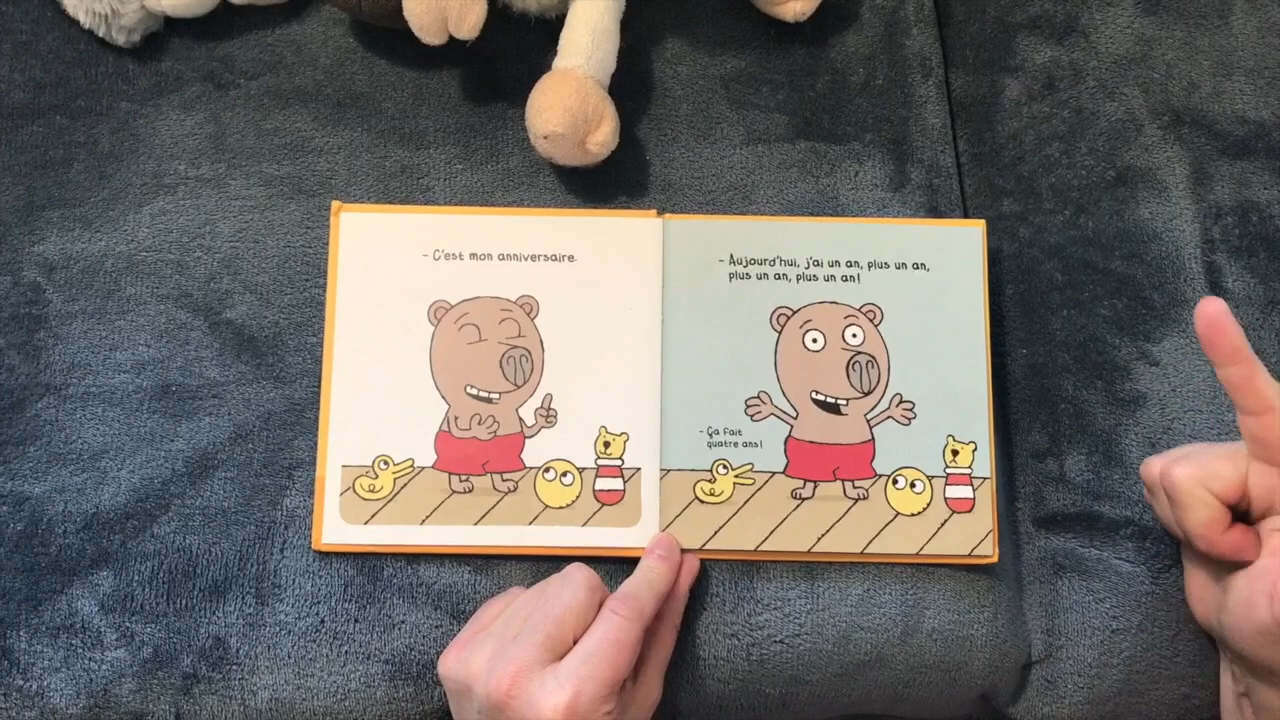 - C'est mon anniversaire.
- Aujourd'hui, j'ai un an, plus un an,
plus un an, plus un an!
- Ça fait
quatre ans!